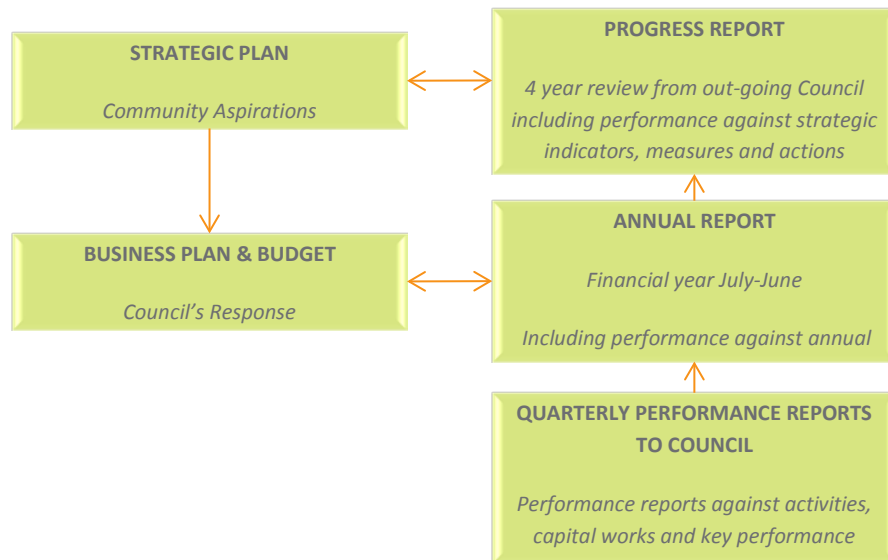 STRATEGIC PLAN
Community Aspirations
PROGRESS REPORT
4 year review from out-going Council
including performance against strategic
indicators, measures and actions
BUSINESS PLAN & BUDGET
Council's Response
ANNUAL REPORT
Financial year July-June
Including performance against annual
QUARTERLY PERFORMANCE REPORTS
TO COUNCIL
Performance reports against activities,
capital works and key performance